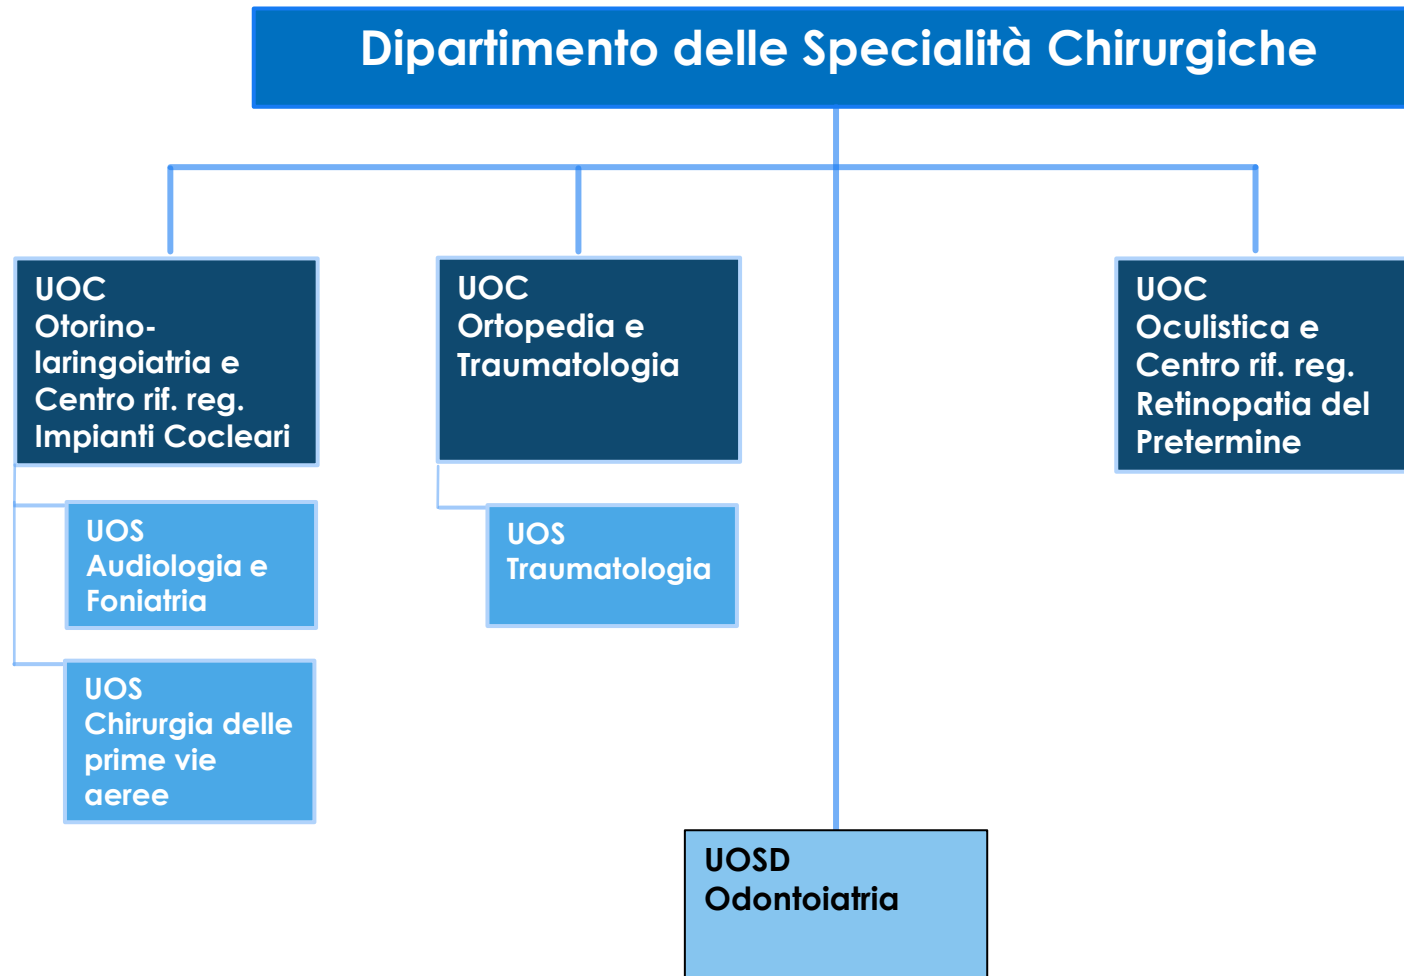 Dipartimento delle Specialità Chirurgiche
UOC
Otorino-
laringoiatria e
Centro rif. reg.
Impianti Cocleari
UOC
Ortopedia e
Traumatologia
UOC
Oculistica e
Centro rif. reg.
Retinopatia del
Pretermine
UOS
Audiologia e
Foniatria
UOS
Traumatologia
UOS
Chirurgia delle
prime vie
aeree
UOSD
Odontoiatria